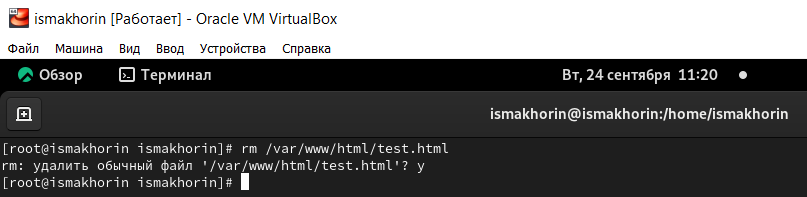 ismakhorin [Работает] - Oracle VM VirtualBox
Файл Машина Вид Ввод Устройства Справка
Обзор Терминал Вт, 24 сентября 11:20
ismakhorin@ismakhorin:/home/ismakhorin
[root@ismakhorin ismakhorin]# rm /var/www/html/test.html
rm: удалить обычный файл '/var/www/html/test.html'? y
[root@ismakhorin ismakhorin]#